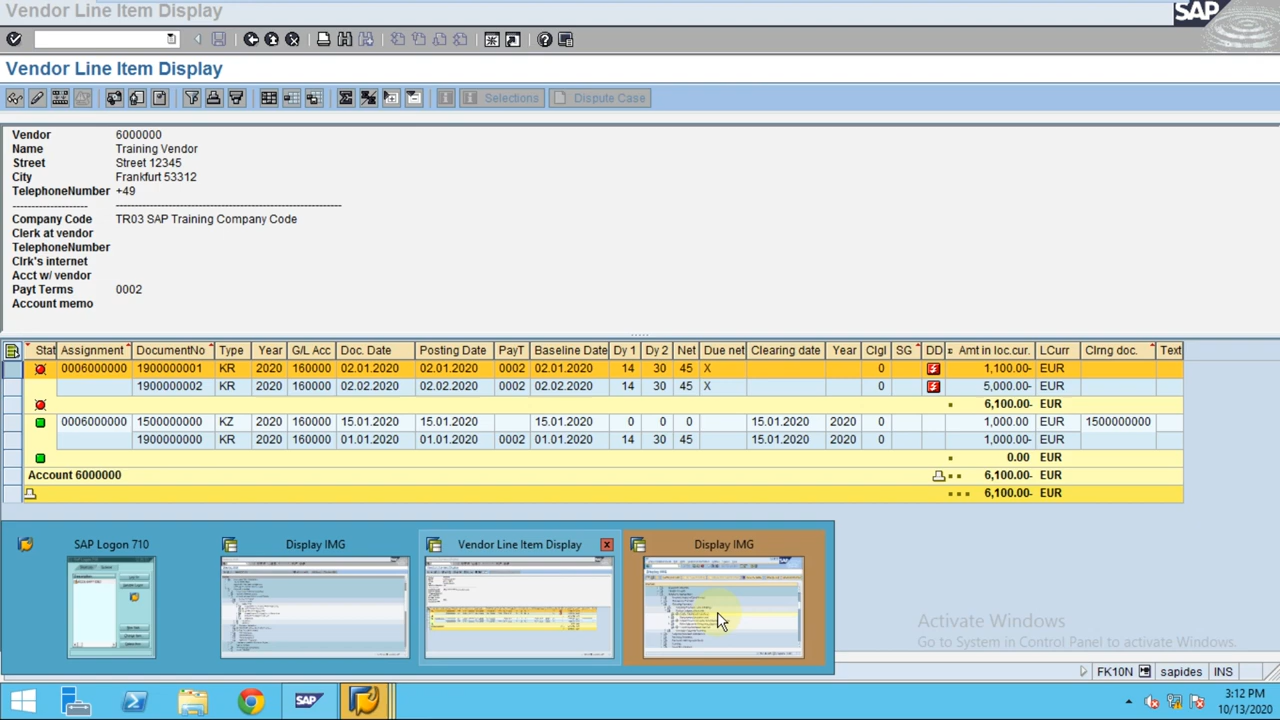 Vendor Line Item Display
SAP
Vendor Line Item Display
Selections Dispute Case
Vendor 6000000
Name Training Vendor
Street Street 12345
City Frankfurt 53312
TelephoneNumber +49
Company Code TR03 SAP Training Company Code
Clerk at vendor
TelephoneNumber
Clrk's internet
Acct w/ vendor
Payt Terms 0002
Account memo
Stat Assignment DocumentNo Type Year G/L Acc Doc. Date Posting Date PayT Baseline Date Dy 1 Dy 2 Net Due net Clearing date Year Clgl SG DD Amt in loc.cur. LCurr Clrng doc. Text
0006000000 1900000001 KR 2020 160000 02.01.2020 02.01.2020 0002 02.01.2020 14 30 45 X 0 1,100.00- EUR
1900000002 KR 2020 160000 02.02.2020 02.02.2020 0002 02.02.2020 14 30 45 X 0 5,000.00- EUR
6,100.00- EUR
0006000000 1500000000 KZ 2020 160000 15.01.2020 15.01.2020 15.01.2020 0 0 0 15.01.2020 2020 0 1,000.00 EUR 1500000000
1900000000 KR 2020 160000 01.01.2020 01.01.2020 0002 01.01.2020 14 30 45 15.01.2020 2020 0 1,000.00- EUR
0.00 EUR
Account 6000000 6,100.00- EUR
6,100.00- EUR
SAP Logon 710 Display IMG Vendor Line Item Display Display IMG
Activate Windows
Go to System in Control Panel to activate Windows.
FK10N sapides INS
SAP
3:12 PM
10/13/2020